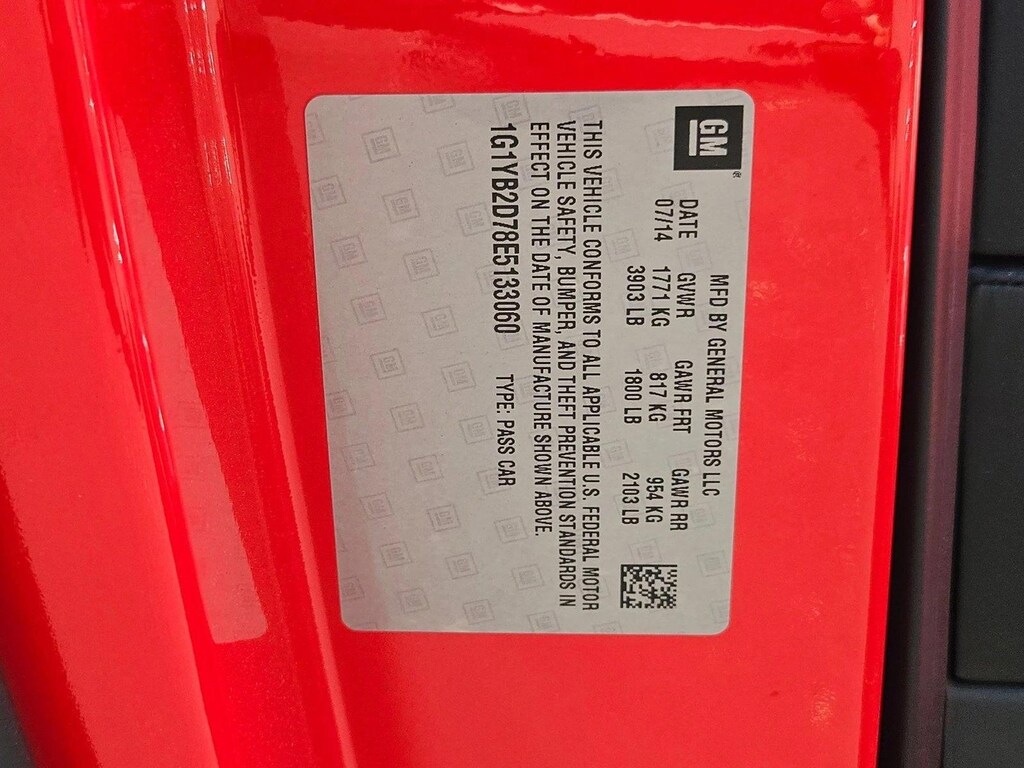 GM®
MFD BY GENERAL MOTORS LLC
DATE GVWR GAWR FRT GAWR RR
07/14 1771 KG 817 KG 954 KG
3903 LB 1800 LB 2103 LB
THIS VEHICLE CONFORMS TO ALL APPLICABLE U.S. FEDERAL MOTOR
VEHICLE SAFETY, BUMPER, AND THEFT PREVENTION STANDARDS IN
EFFECT ON THE DATE OF MANUFACTURE SHOWN ABOVE.
1G1YB2D78E5133060 TYPE: PASS CAR